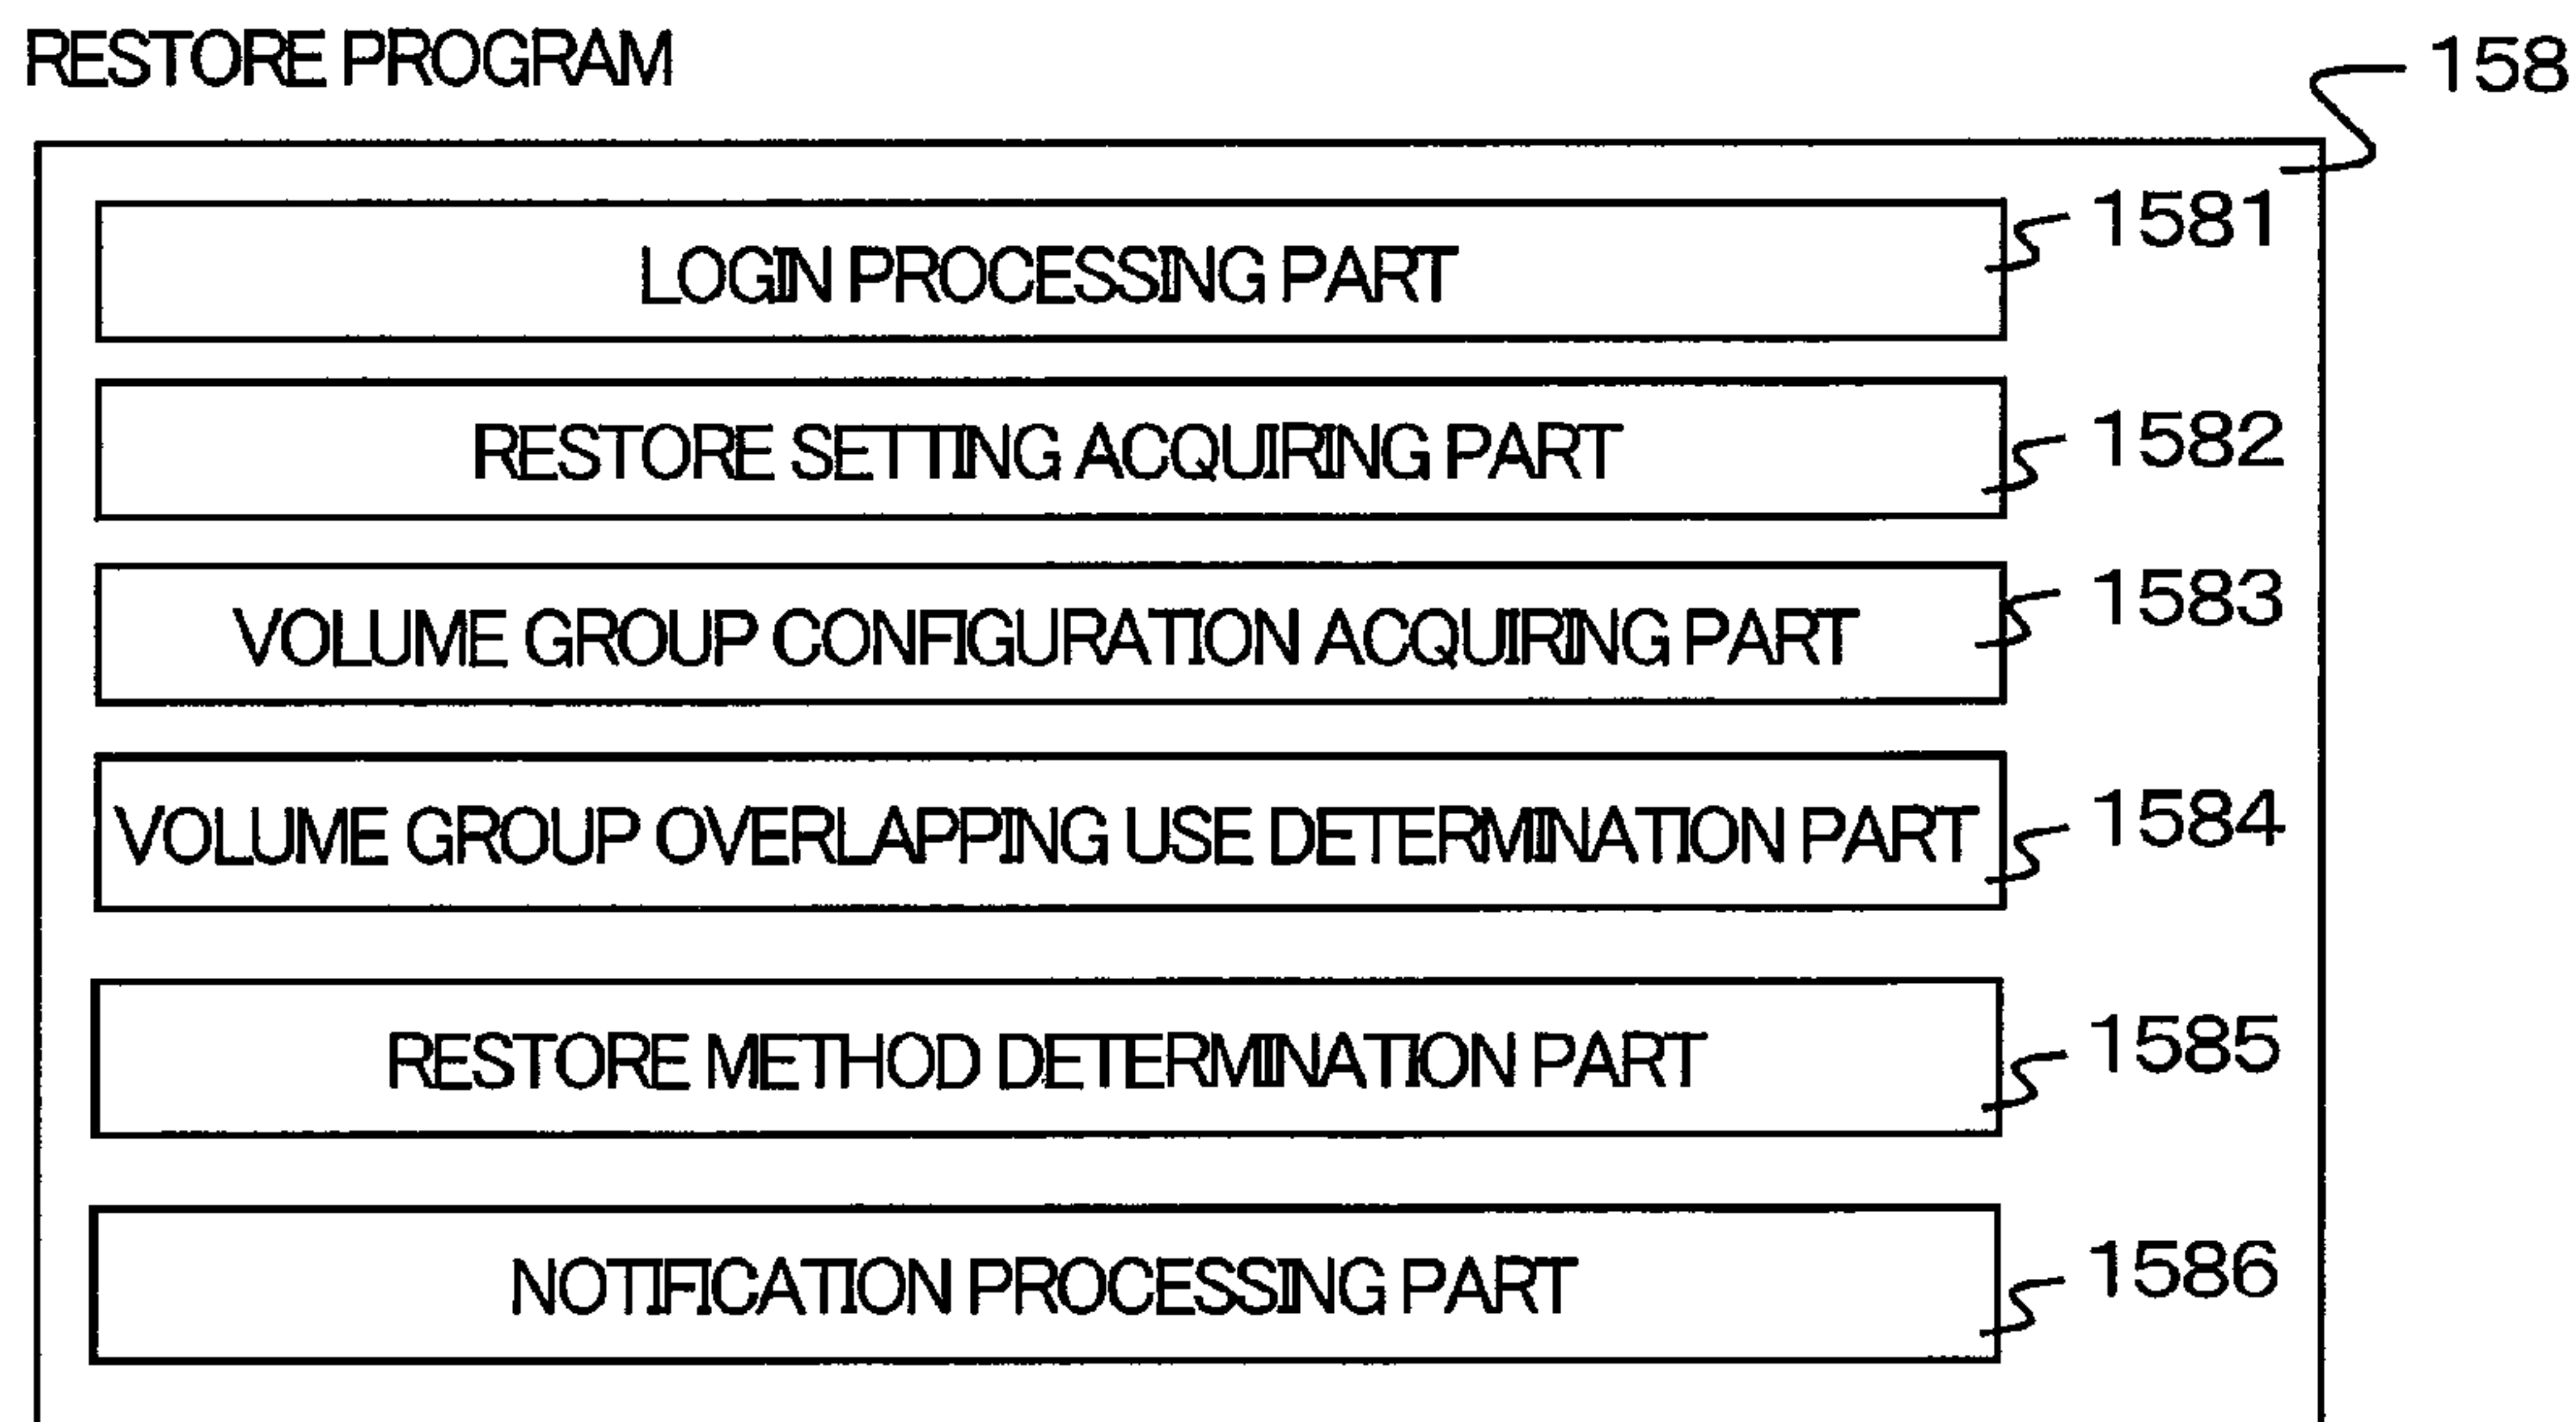 RESTORE PROGRAM
158
LOGIN PROCESSING PART
1581
RESTORE SETTING ACQUIRING PART
1582
VOLUME GROUP CONFIGURATION ACQUIRING PART
1583
VOLUME GROUP OVERLAPPING USE DETERMINATION PART
1584
RESTORE METHOD DETERMINATION PART
1585
NOTIFICATION PROCESSING PART
1586